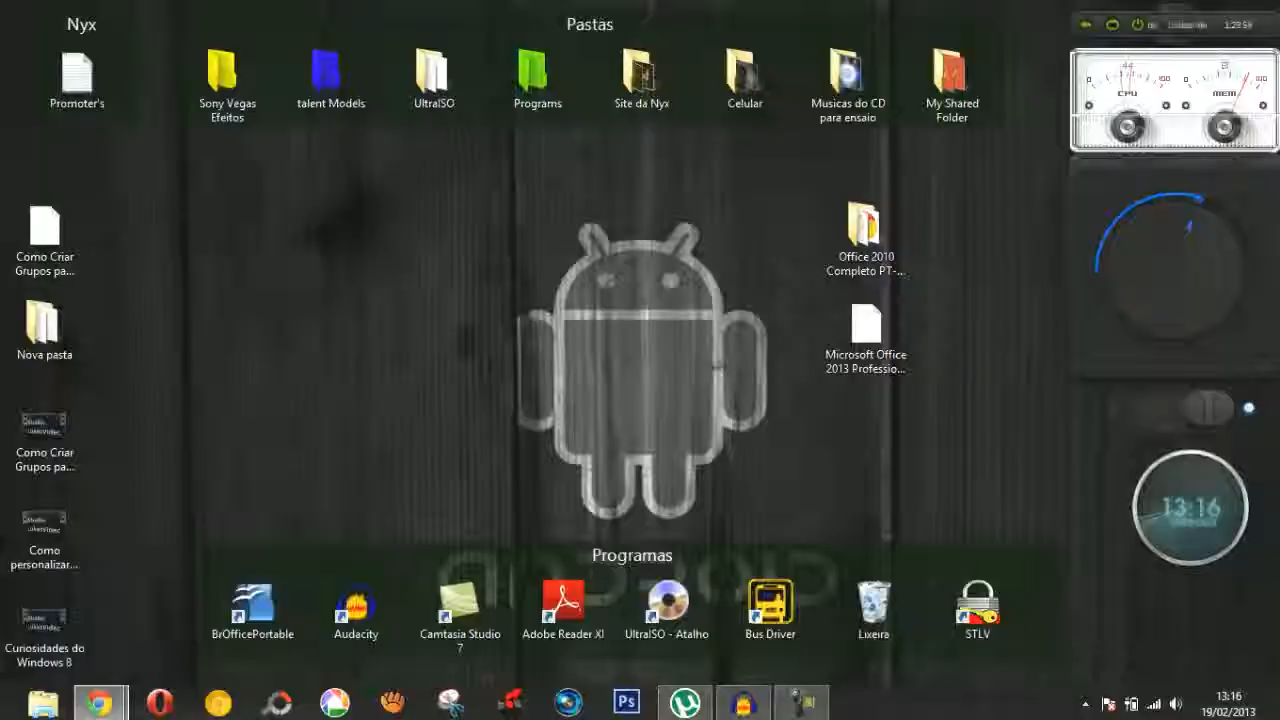 Nyx
Pastas
Promoter's
Sony Vegas
Efeitos
talent Models
UltraISO
Programs
Site da Nyx
Celular
Musicas do CD
para ensaio
My Shared
Folder
CPU
MEM
Como Criar
Grupos pa...
Nova pasta
Como Criar
Grupos pa...
Como
personalizar...
Curiosidades do
Windows 8
Office 2010
Completo PT-...
Microsoft Office
2013 Professio...
13:16
Programas
ANDROID
BrOfficePortable
Audacity
Camtasia Studio
7
Adobe Reader XI
UltraISO - Atalho
Bus Driver
Lixeira
STLV
Ps
13:16
19/02/2013